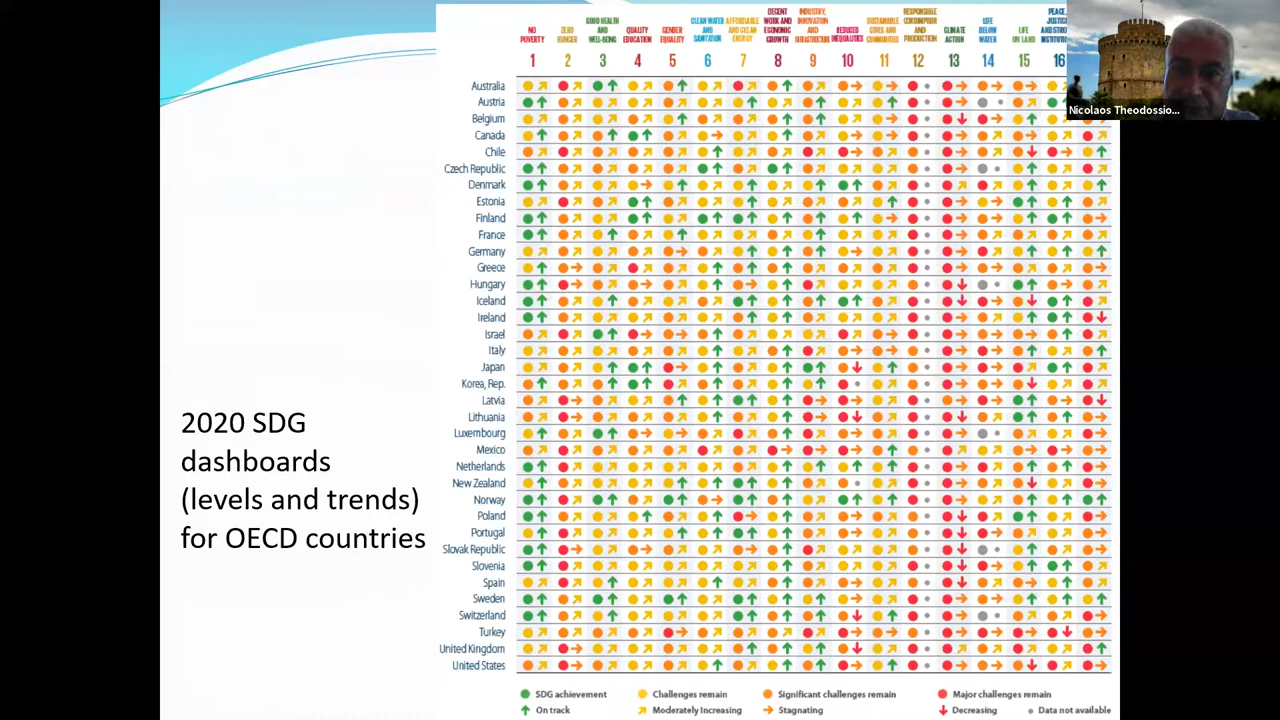 NO POVERTY
ZERO HUNGER
GOOD HEALTH AND WELL-BEING
QUALITY EDUCATION
GENDER EQUALITY
CLEAN WATER AND SANITATION
AFFORDABLE AND CLEAN ENERGY
DECENT WORK AND ECONOMIC GROWTH
INDUSTRY, INNOVATION AND INFRASTRUCTURE
REDUCED INEQUALITIES
SUSTAINABLE CITIES AND COMMUNITIES
RESPONSIBLE CONSUMPTION AND PRODUCTION
CLIMATE ACTION
LIFE BELOW WATER
LIFE ON LAND
PEACE, JUSTICE AND STRONG
1 2 3 4 5 6 7 8 9 10 11 12 13 14 15 16
Nicolaos Theodossio...
Australia
Austria
Belgium
Canada
Chile
Czech Republic
Denmark
Estonia
Finland
France
Germany
Greece
Hungary
Iceland
Ireland
Israel
Italy
Japan
Korea, Rep.
Latvia
Lithuania
Luxembourg
Mexico
Netherlands
New Zealand
Norway
Poland
Portugal
Slovak Republic
Slovenia
Spain
Sweden
Switzerland
Turkey
United Kingdom
United States
2020 SDG
dashboards
(levels and trends)
for OECD countries
SDG achievement Challenges remain Significant challenges remain Major challenges remain
On track Moderately Increasing Stagnating Decreasing Data not available